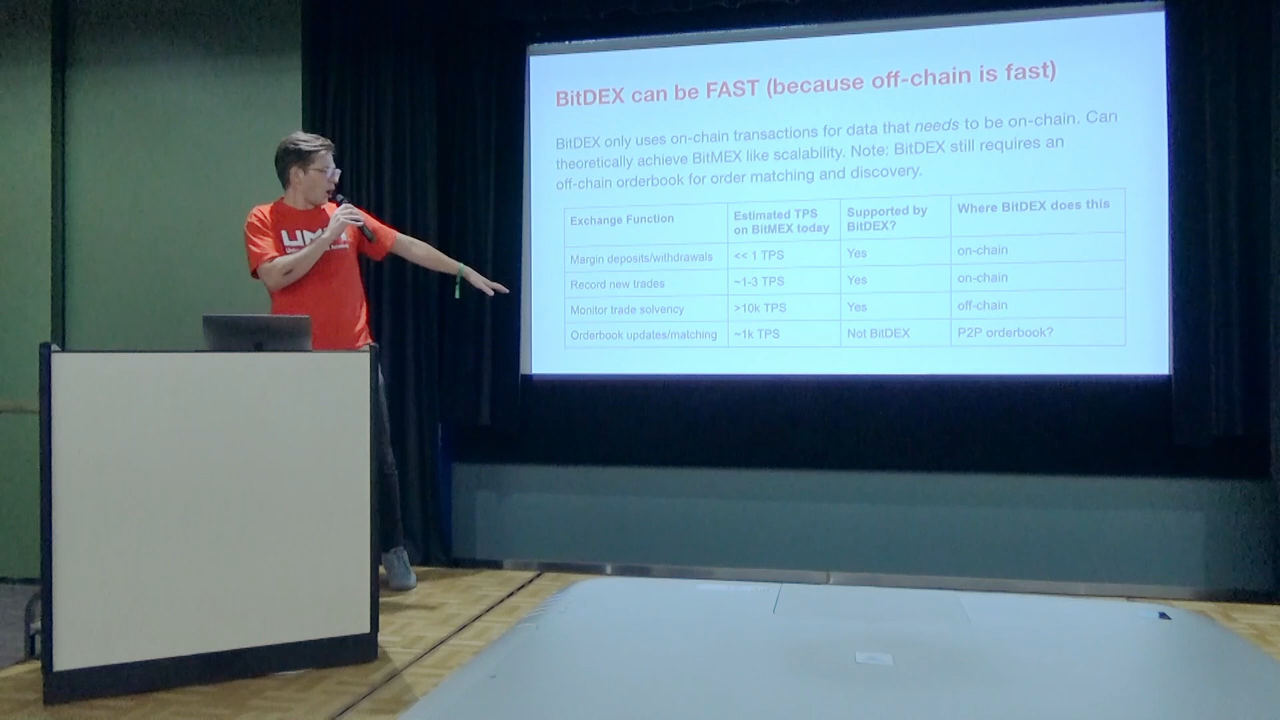 BitDEX can be FAST (because off-chain is fast)
BitDEX only uses on-chain transactions for data that needs to be on-chain. Can
theoretically achieve BitMEX like scalability. Note: BitDEX still requires an
off-chain orderbook for order matching and discovery.
Exchange Function
Estimated TPS
on BitMEX today
Supported by
BitDEX?
Where BitDEX does this
Margin deposits/withdrawals
<< 1 TPS
Yes
on-chain
Record new trades
~1-3 TPS
Yes
on-chain
Monitor trade solvency
>10k TPS
Yes
off-chain
Orderbook updates/matching
~1k TPS
Not BitDEX
P2P orderbook?